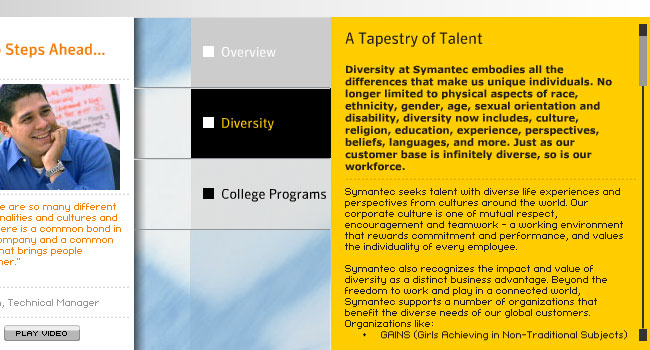 Steps Ahead...
e are so many different
nalities and cultures and
ere is a common bond in
ompany and a common
hat brings people
her."
, Technical Manager
PLAY VIDEO
Overview
Diversity
College Programs
A Tapestry of Talent
Diversity at Symantec embodies all the
differences that make us unique individuals. No
longer limited to physical aspects of race,
ethnicity, gender, age, sexual orientation and
disability, diversity now includes, culture,
religion, education, experience, perspectives,
beliefs, languages, and more. Just as our
customer base is infinitely diverse, so is our
workforce.
Symantec seeks talent with diverse life experiences and
perspectives from cultures around the world. Our
corporate culture is one of mutual respect,
encouragement and teamwork - a working environment
that rewards commitment and performance, and values
the individuality of every employee.
Symantec also recognizes the impact and value of
diversity as a distinct business advantage. Beyond the
freedom to work and play in a connected world,
Symantec supports a number of organizations that
benefit the diverse needs of our global customers.
Organizations like:
• GAINS (Girls Achieving in Non-Traditional Subjects)